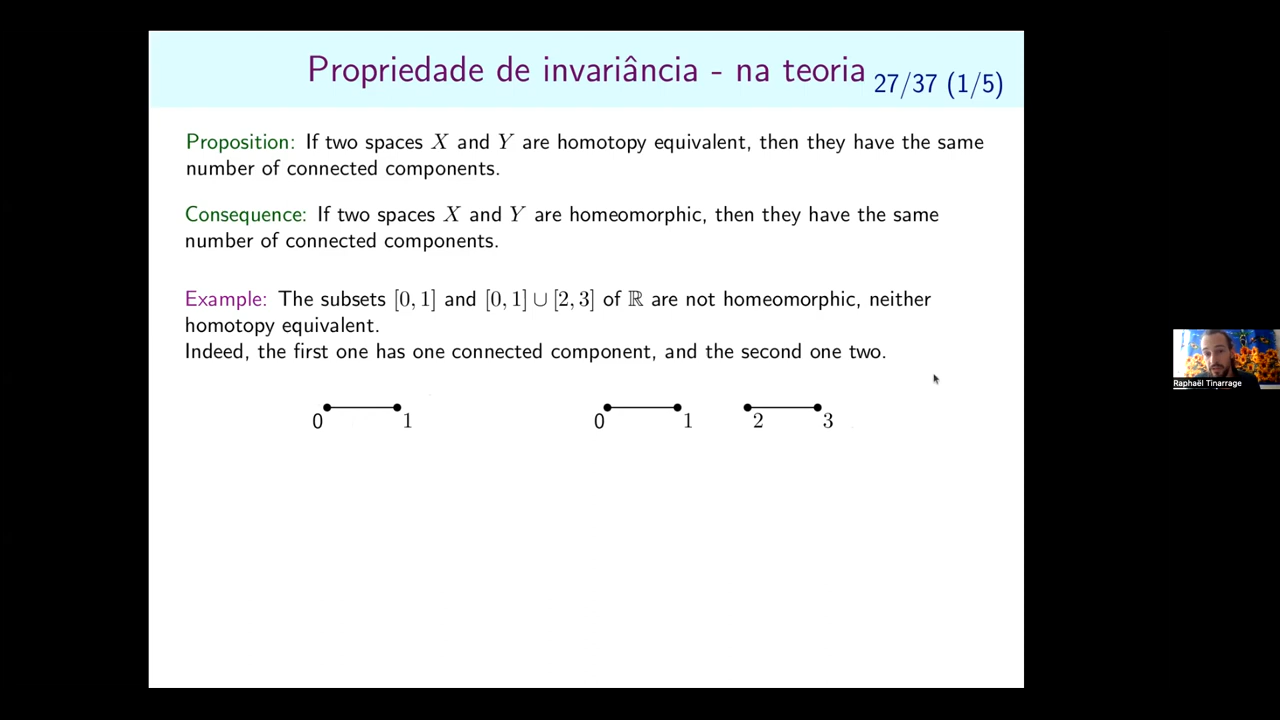 Propriedade de invariância - na teoria 27/37 (1/5)
Proposition: If two spaces X and Y are homotopy equivalent, then they have the same
number of connected components.
Consequence: If two spaces X and Y are homeomorphic, then they have the same
number of connected components.
Example: The subsets [0, 1] and [0, 1] ∪ [2, 3] of ℝ are not homeomorphic, neither
homotopy equivalent.
Indeed, the first one has one connected component, and the second one two.
0 1 0 1 2 3
Raphaël Tinarrage